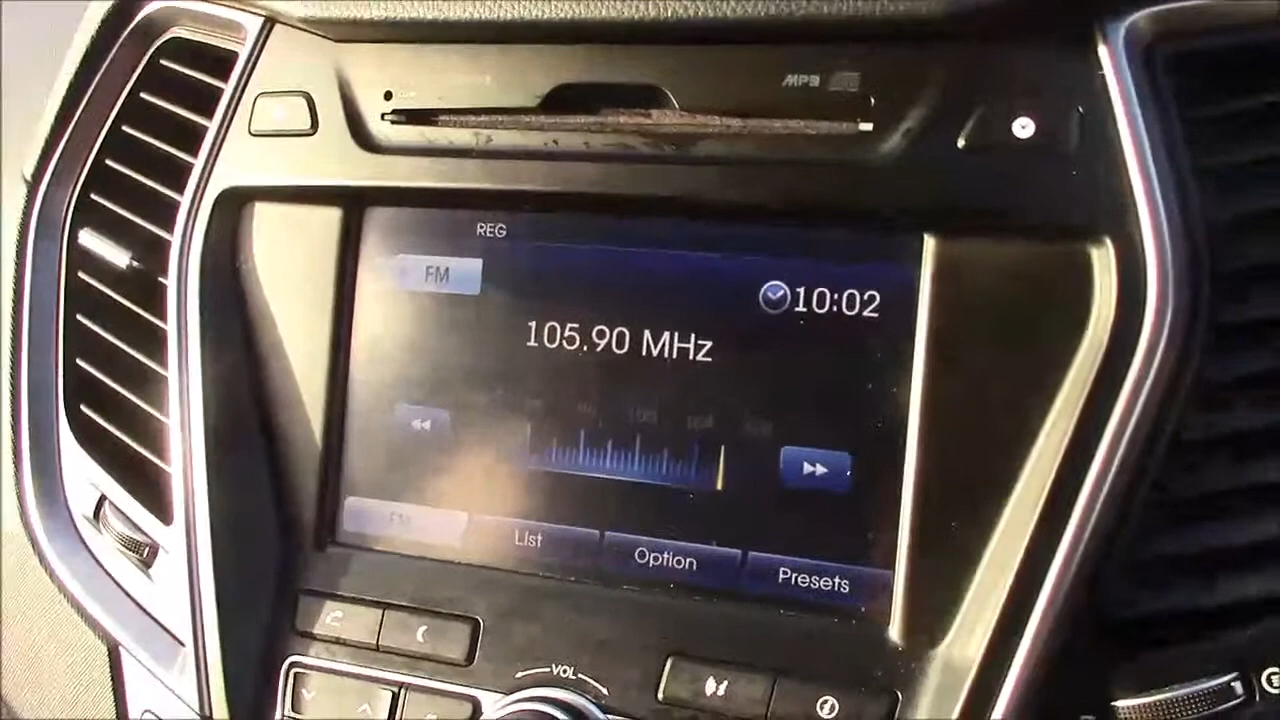 MP3
REG
FM
10:02
105.90 MHz
FM
List
Option
Presets
VOL